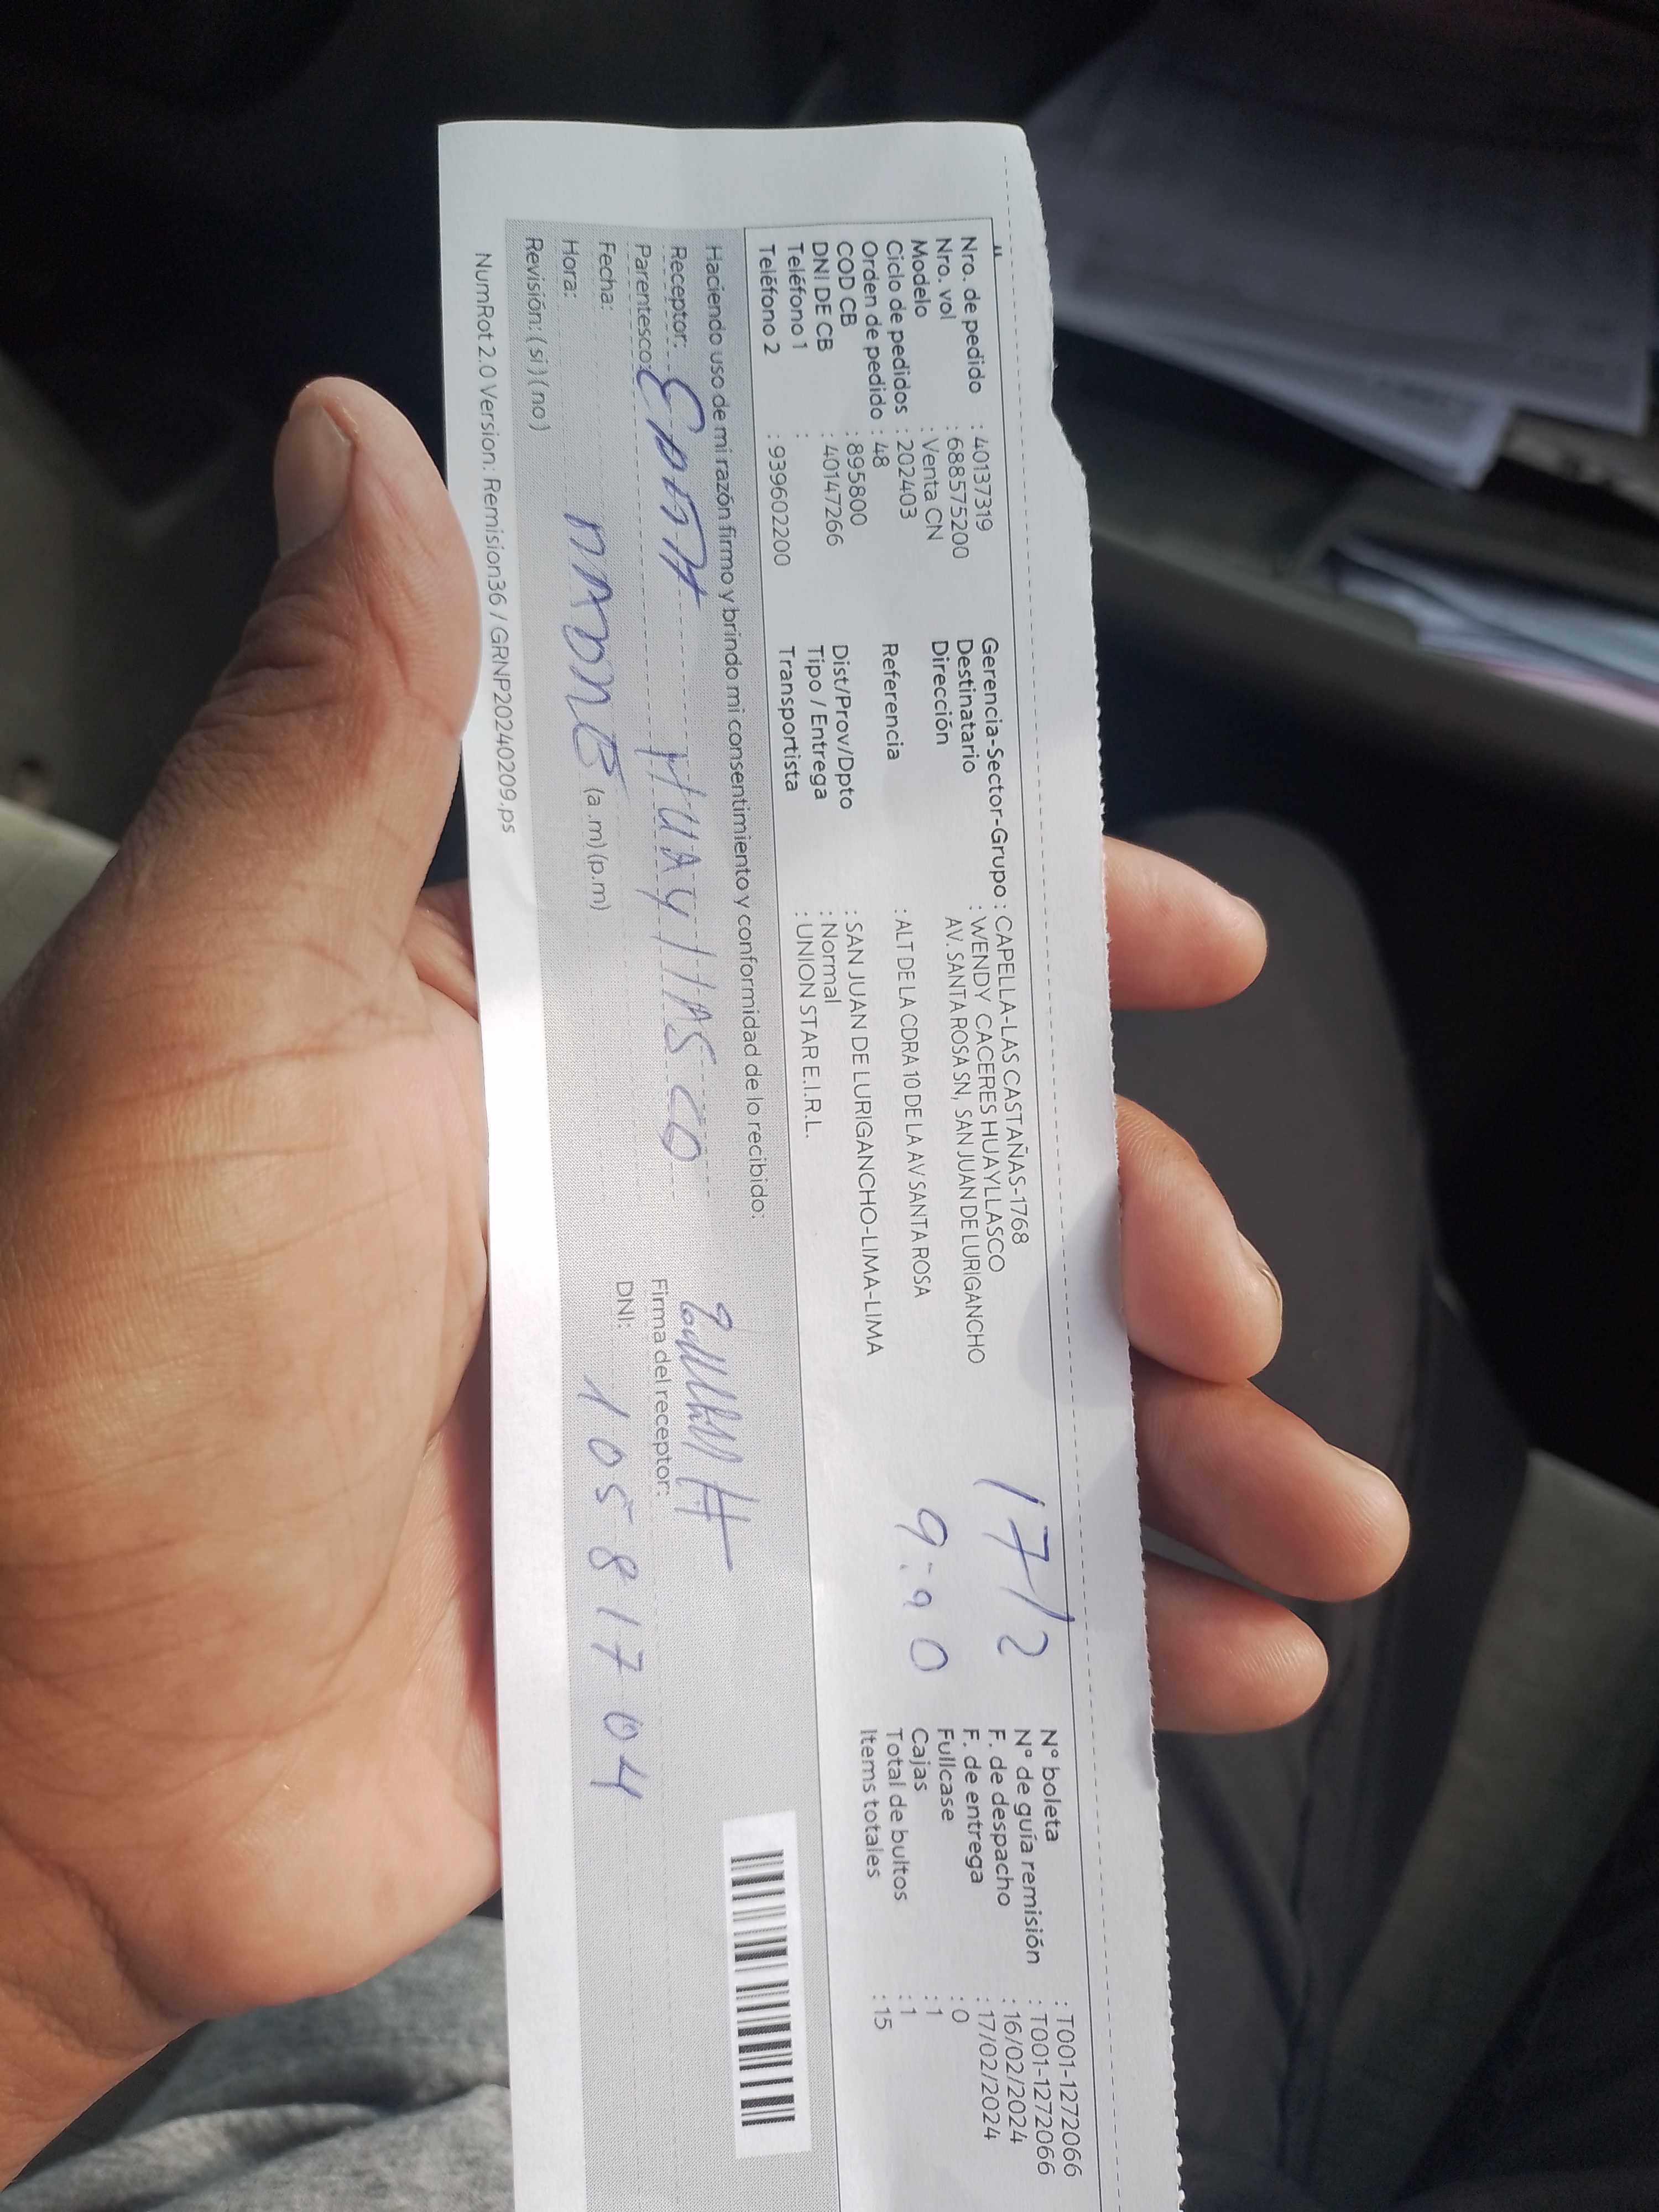 Nro. de pedido : 40137319
Nro. vol : 688575200
Modelo : Venta CN
Ciclo de pedidos : 202403
Orden de pedido : 48
COD CB : 895800
DNI DE CB : 40147266
Teléfono 1 :
Teléfono 2 : 939602200
Gerencia-Sector-Grupo : CAPELLA-LAS CASTAÑAS-1768
Destinatario : WENDY CACERES HUAYLLASCO
Dirección AV. SANTA ROSA SN, SAN JUAN DE LURIGANCHO
Referencia : ALT DE LA CDRA 10 DE LA AV SANTA ROSA
Dist/Prov/Dpto : SAN JUAN DE LURIGANCHO-LIMA-LIMA
Tipo / Entrega : Normal
Transportista : UNION STAR E.I.R.L.
17/2
N° boleta : T001-1272066
N° de guía remisión : T001-1272066
F. de despacho : 16/02/2024
F. de entrega : 17/02/2024
Fullcase : 0
Cajas : 1
Total de bultos : 1
Items totales : 15
Haciendo uso de mi razón firmo y brindo mi consentimiento y conformidad de lo recibido:
Receptor: HUAYllASCO
Parentesco:
Fecha:
Hora: MADRE (a .m) (p.m)
Revisión: (si) (no)
Firma del receptor:
DNI: 10581704
NumRot 2.0 Version: Remision36 / GRNP20240209.ps